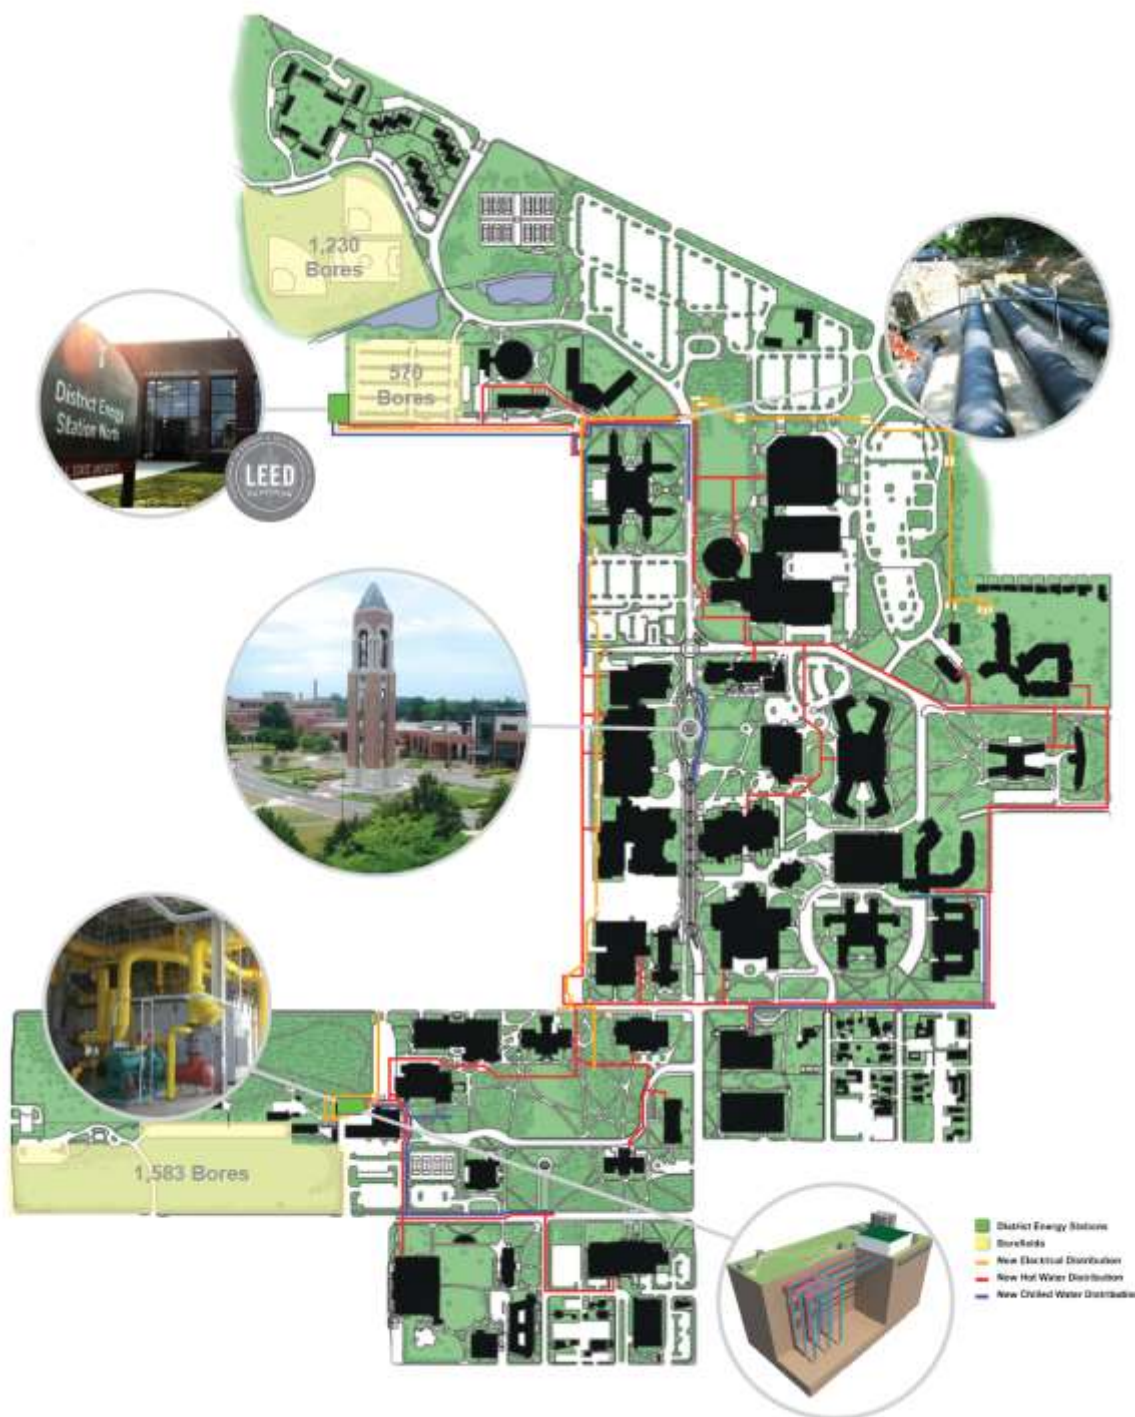 1,230
Bores
570
Bores
District Energy
Station North
LEED
1,583 Bores
District Energy Stations
Borefields
New Electrical Distribution
New Hot Water Distribution
New Chilled Water Distribution